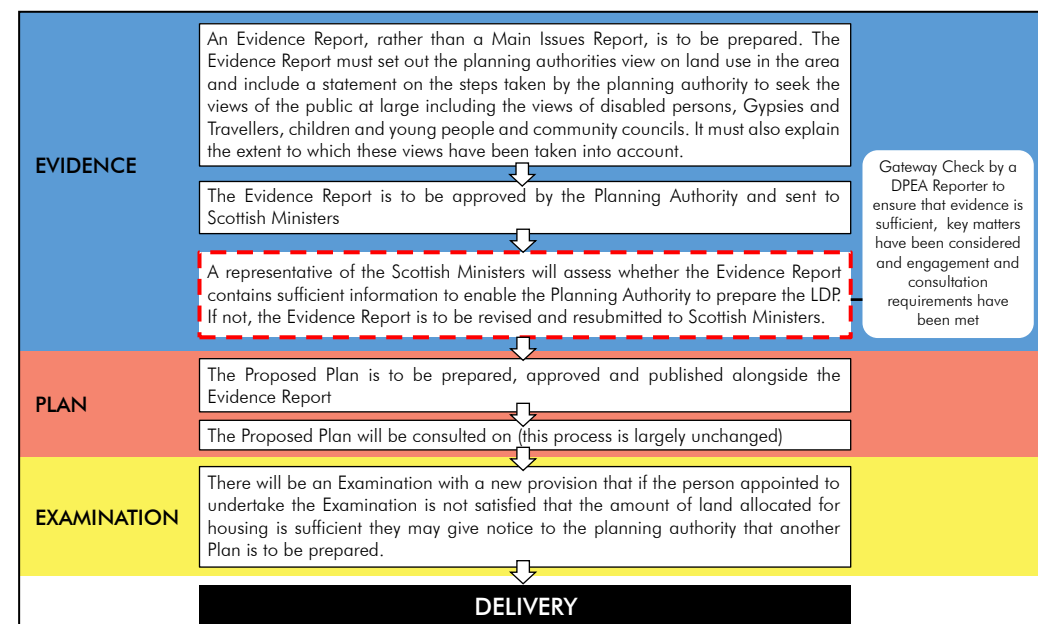 EVIDENCE
An Evidence Report, rather than a Main Issues Report, is to be prepared. The
Evidence Report must set out the planning authorities view on land use in the area
and include a statement on the steps taken by the planning authority to seek the
views of the public at large including the views of disabled persons, Gypsies and
Travellers, children and young people and community councils. It must also explain
the extent to which these views have been taken into account.
The Evidence Report is to be approved by the Planning Authority and sent to
Scottish Ministers
A representative of the Scottish Ministers will assess whether the Evidence Report
contains sufficient information to enable the Planning Authority to prepare the LDP.
If not, the Evidence Report is to be revised and resubmitted to Scottish Ministers.
Gateway Check by a
DPEA Reporter to
ensure that evidence is
sufficient, key matters
have been considered
and engagement and
consultation
requirements have
been met
PLAN
The Proposed Plan is to be prepared, approved and published alongside the
Evidence Report
The Proposed Plan will be consulted on (this process is largely unchanged)
EXAMINATION
There will be an Examination with a new provision that if the person appointed to
undertake the Examination is not satisfied that the amount of land allocated for
housing is sufficient they may give notice to the planning authority that another
Plan is to be prepared.
DELIVERY